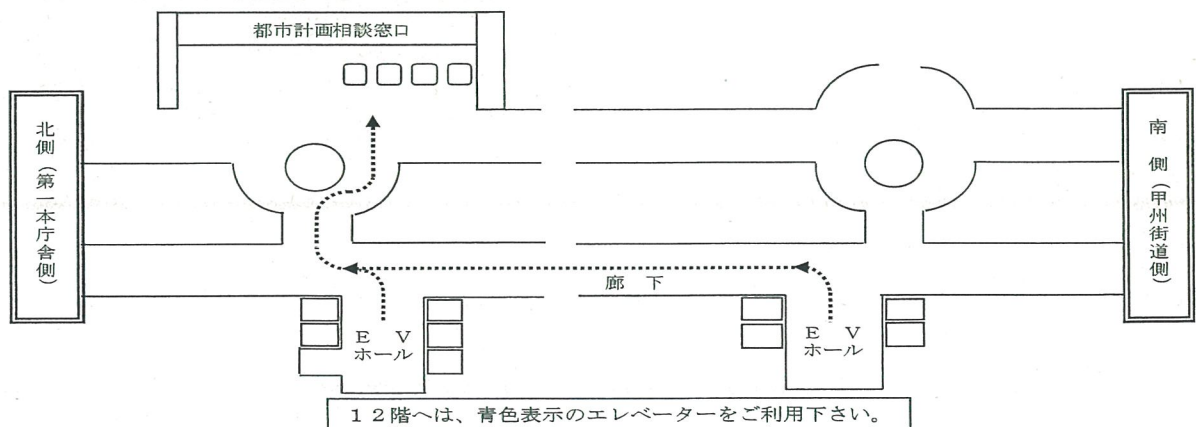 都市計画相談窓口
北側（第一本庁舎側）
南側（甲州街道側）
廊下
ＥＶ
ホール
ＥＶ
ホール
１２階へは、青色表示のエレベーターをご利用下さい。